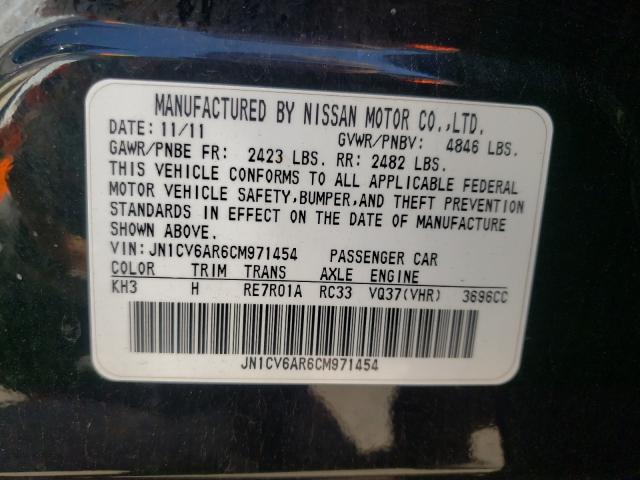 MANUFACTURED BY NISSAN MOTOR CO.,LTD.
DATE: 11/11 GVWR/PNBV: 4846 LBS.
GAWR/PNBE FR: 2423 LBS. RR: 2482 LBS.
THIS VEHICLE CONFORMS TO ALL APPLICABLE FEDERAL
MOTOR VEHICLE SAFETY,BUMPER,AND THEFT PREVENTION
STANDARDS IN EFFECT ON THE DATE OF MANUFACTURE
SHOWN ABOVE.
VIN:JN1CV6AR6CM971454 PASSENGER CAR
COLOR TRIM TRANS AXLE ENGINE
KH3 H RE7R01A RC33 VQ37(VHR) 3696CC
JN1CV6AR6CM971454